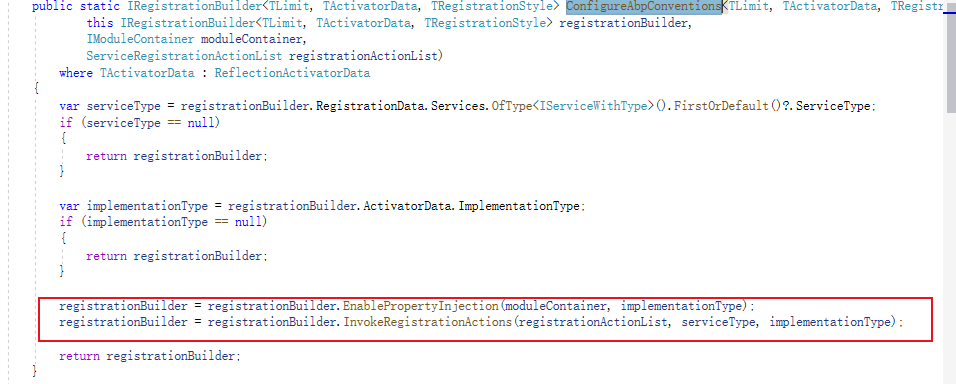 public static IRegistrationBuilder<TLimit, TActivatorData, TRegistrationStyle> ConfigureAbpConventions<TLimit, TActivatorData, TRegistr
this IRegistrationBuilder<TLimit, TActivatorData, TRegistrationStyle> registrationBuilder,
IModuleContainer moduleContainer,
ServiceRegistrationActionList registrationActionList)
where TActivatorData : ReflectionActivatorData
{
var serviceType = registrationBuilder.RegistrationData.Services.OfType<IServiceWithType>().FirstOrDefault()?.ServiceType;
if (serviceType == null)
{
return registrationBuilder;
}
var implementationType = registrationBuilder.ActivatorData.ImplementationType;
if (implementationType == null)
{
return registrationBuilder;
}
registrationBuilder = registrationBuilder.EnablePropertyInjection(moduleContainer, implementationType);
registrationBuilder = registrationBuilder.InvokeRegistrationActions(registrationActionList, serviceType, implementationType);
return registrationBuilder;
}